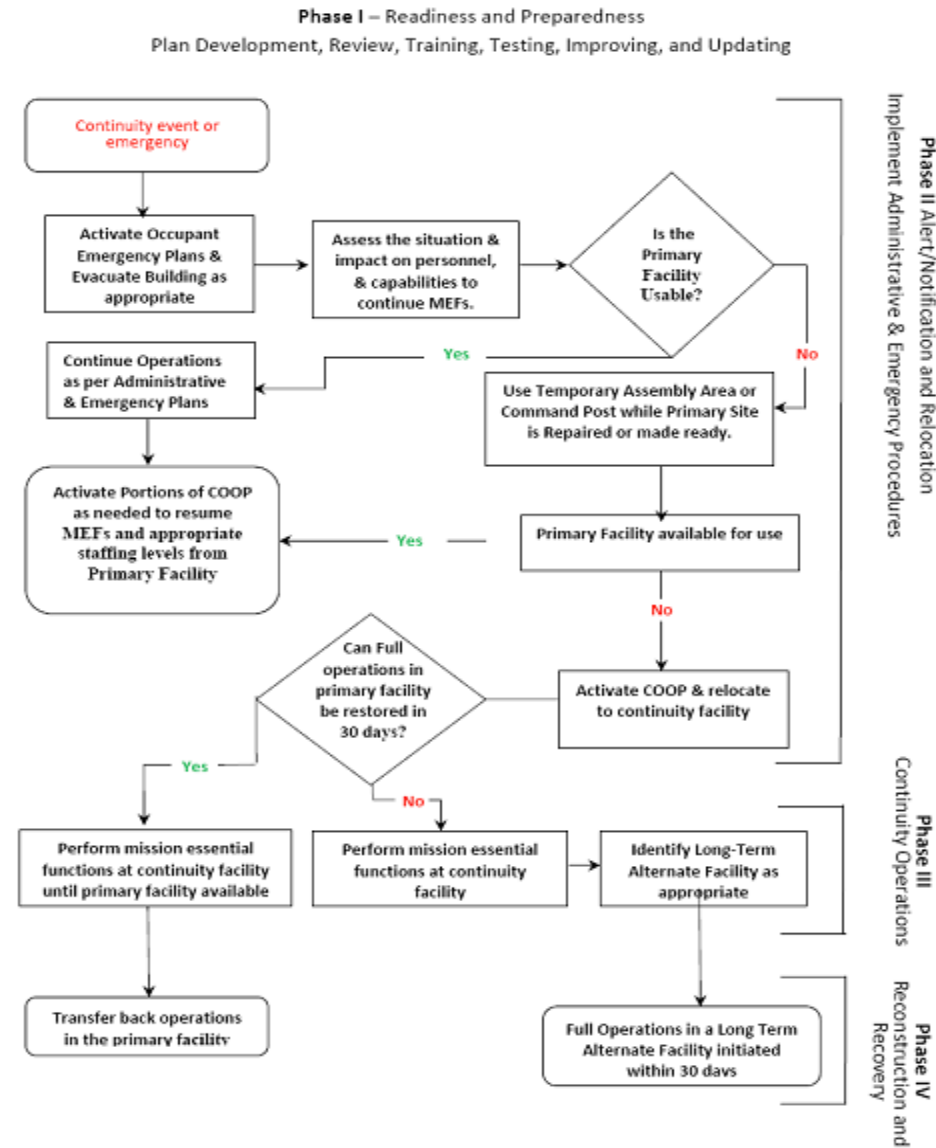 Phase I – Readiness and Preparedness
Plan Development, Review, Training, Testing, Improving, and Updating
Continuity event or
emergency
Activate Occupant
Emergency Plans &
Evacuate Building as
appropriate
Assess the situation &
impact on personnel,
& capabilities to
continue MEFs.
Is the
Primary
Facility
Usable?
Yes
No
Continue Operations
as per Administrative
& Emergency Plans
Use Temporary Assembly Area or
Command Post while Primary Site
is Repaired or made ready.
Activate Portions of COOP
as needed to resume
MEFs and appropriate
staffing levels from
Primary Facility
Yes
Primary Facility available for use
No
Can Full
operations in
primary facility
be restored in
30 days?
Activate COOP & relocate
to continuity facility
Yes
No
Perform mission essential
functions at continuity facility
until primary facility available
Perform mission essential
functions at continuity
facility
Identify Long-Term
Alternate Facility as
appropriate
Transfer back operations
in the primary facility
Full Operations in a Long Term
Alternate Facility initiated
within 30 days
Phase II Alert/Notification and Relocation
Implement Administrative & Emergency Procedures
Phase III
Continuity Operations
Phase IV
Reconstruction and
Recovery